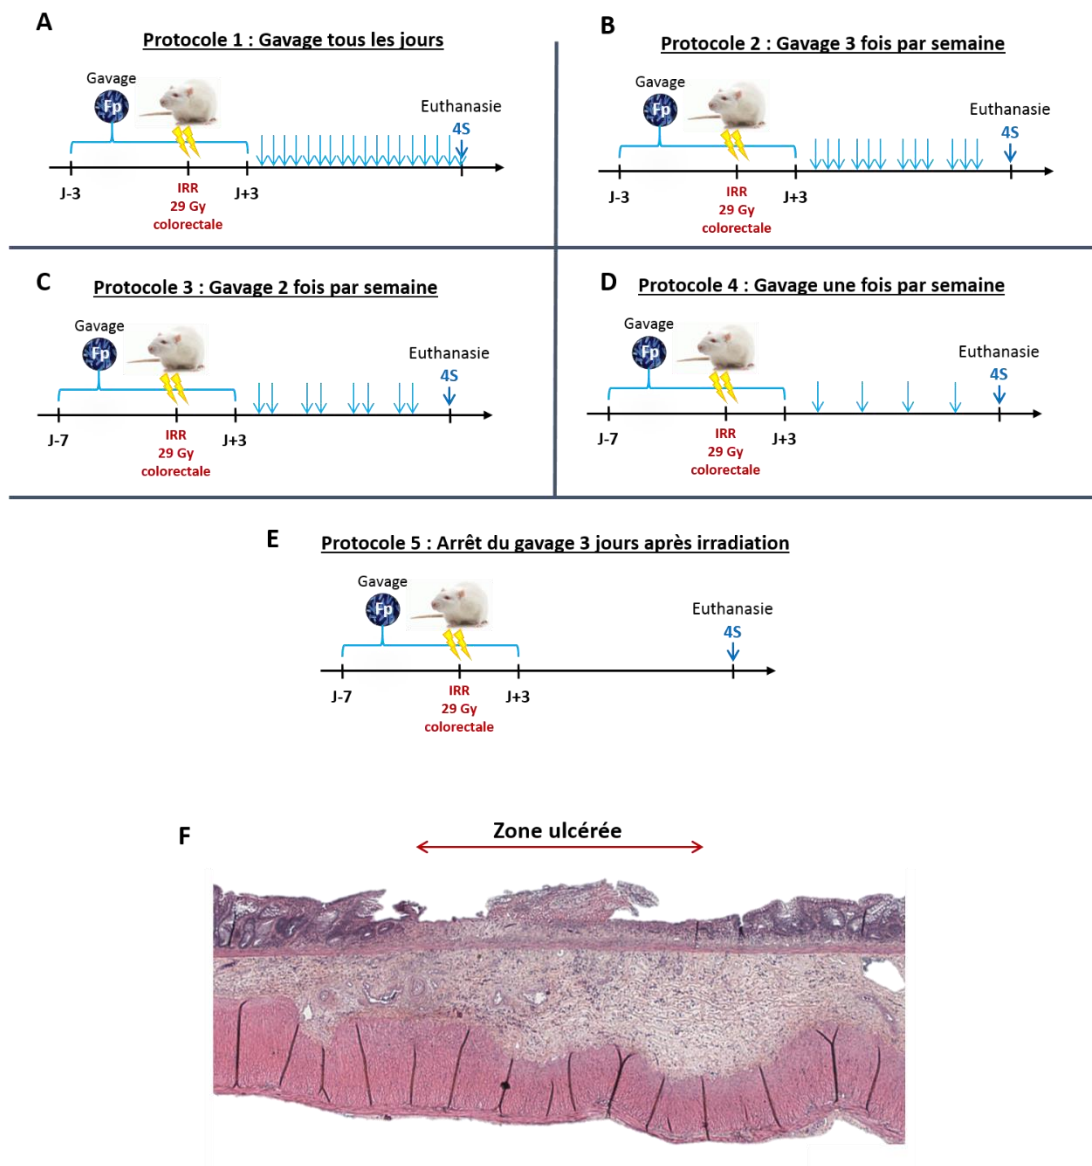 A
Protocole 1 : Gavage tous les jours
Gavage
Fp
Euthanasie
4S
J-3
IRR
29 Gy
colorectale
J+3
B
Protocole 2 : Gavage 3 fois par semaine
Gavage
Fp
Euthanasie
4S
J-3
IRR
29 Gy
colorectale
J+3
C
Protocole 3 : Gavage 2 fois par semaine
Gavage
Fp
Euthanasie
4S
J-7
IRR
29 Gy
colorectale
J+3
D
Protocole 4 : Gavage une fois par semaine
Gavage
Fp
Euthanasie
4S
J-7
IRR
29 Gy
colorectale
J+3
E
Protocole 5 : Arrêt du gavage 3 jours après irradiation
Gavage
Fp
Euthanasie
4S
J-7
IRR
29 Gy
colorectale
J+3
F
Zone ulcérée